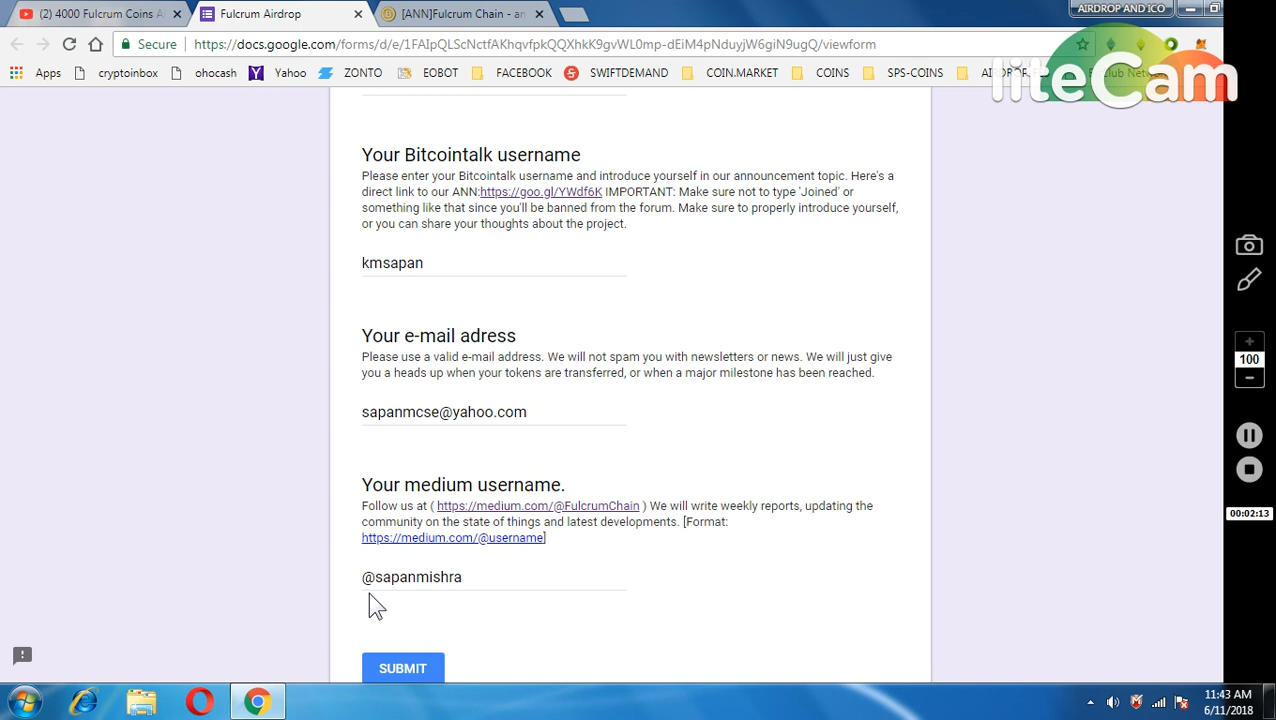 (2) 4000 Fulcrum Coins A
Fulcrum Airdrop
[ANN]Fulcrum Chain - a
AIRDROP AND ICO
Secure
https://docs.google.com/forms/d/e/1FAIpQLScNctfAKhqvfpkQQXhkK9gvWL0mp-dEiM4pNduyjW6giN9ugQ/viewform
Apps
cryptoinbox
ohocash
Yahoo
ZONTO
EOBOT
FACEBOOK
SWIFTDEMAND
COIN.MARKET
COINS
SPS-COINS
liteCam
Your Bitcointalk username
Please enter your Bitcointalk username and introduce yourself in our announcement topic. Here's a
direct link to our ANN:https://goo.gl/YWdf6K IMPORTANT: Make sure not to type 'Joined' or
something like that since you'll be banned from the forum. Make sure to properly introduce yourself,
or you can share your thoughts about the project.
kmsapan
Your e-mail adress
Please use a valid e-mail address. We will not spam you with newsletters or news. We will just give
you a heads up when your tokens are transferred, or when a major milestone has been reached.
sapanmcse@yahoo.com
Your medium username.
Follow us at ( https://medium.com/@FulcrumChain ) We will write weekly reports, updating the
community on the state of things and latest developments. [Format:
https://medium.com/@username]
@sapanmishra
SUBMIT
100
00:02:13
11:43 AM
6/11/2018